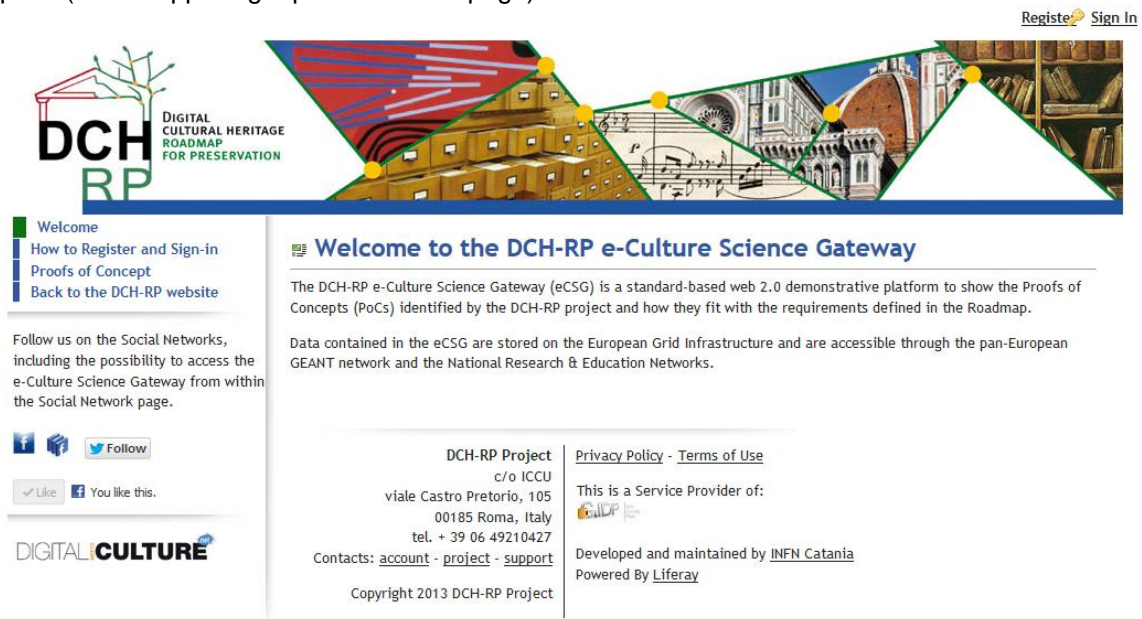 Register Sign In
DCH
RP
DIGITAL
CULTURAL HERITAGE
ROADMAP
FOR PRESERVATION
Welcome
How to Register and Sign-in
Proofs of Concept
Back to the DCH-RP website
Follow us on the Social Networks,
including the possibility to access the
e-Culture Science Gateway from within
the Social Network page.
Follow
Like You like this.
DIGITAL CULTURE net
Welcome to the DCH-RP e-Culture Science Gateway
The DCH-RP e-Culture Science Gateway (eCSG) is a standard-based web 2.0 demonstrative platform to show the Proofs of
Concepts (PoCs) identified by the DCH-RP project and how they fit with the requirements defined in the Roadmap.
Data contained in the eCSG are stored on the European Grid Infrastructure and are accessible through the pan-European
GEANT network and the National Research & Education Networks.
DCH-RP Project
c/o ICCU
viale Castro Pretorio, 105
00185 Roma, Italy
tel. + 39 06 49210427
Contacts: account - project - support
Copyright 2013 DCH-RP Project
Privacy Policy - Terms of Use
This is a Service Provider of:
GrIDP
Developed and maintained by INFN Catania
Powered By Liferay